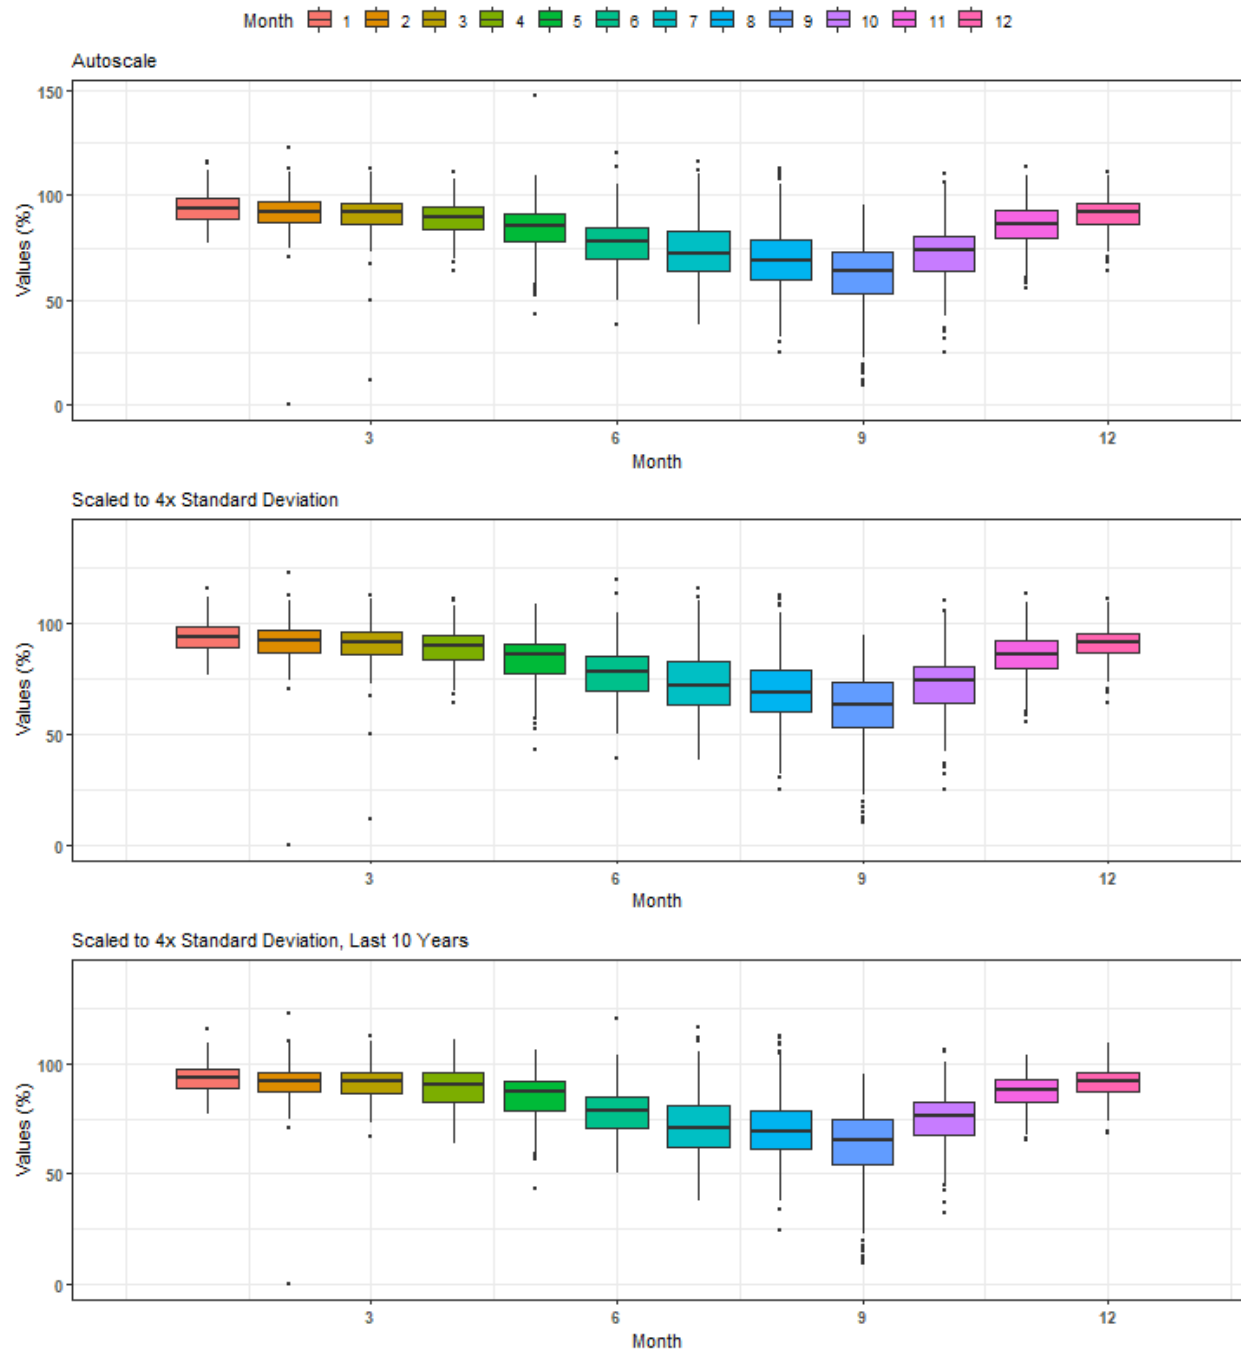 Month 1 2 3 4 5 6 7 8 9 10 11 12
Autoscale
Values (%)
150
100
50
0
3 6 9 12
Month
Scaled to 4x Standard Deviation
Values (%)
100
50
0
3 6 9 12
Month
Scaled to 4x Standard Deviation, Last 10 Years
Values (%)
100
50
0
3 6 9 12
Month